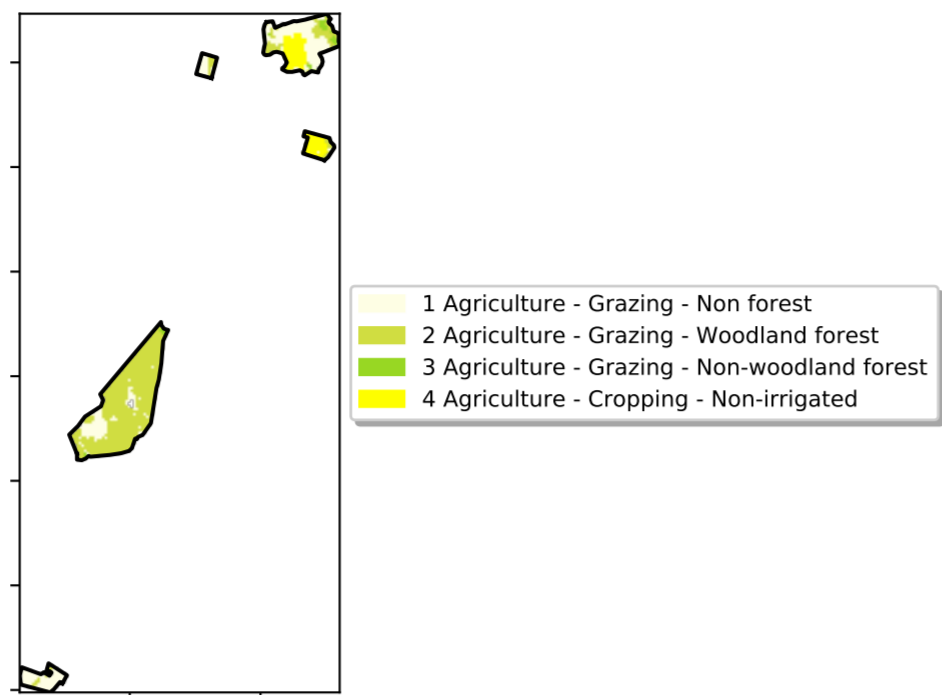 1 Agriculture - Grazing - Non forest
2 Agriculture - Grazing - Woodland forest
3 Agriculture - Grazing - Non-woodland forest
4 Agriculture - Cropping - Non-irrigated